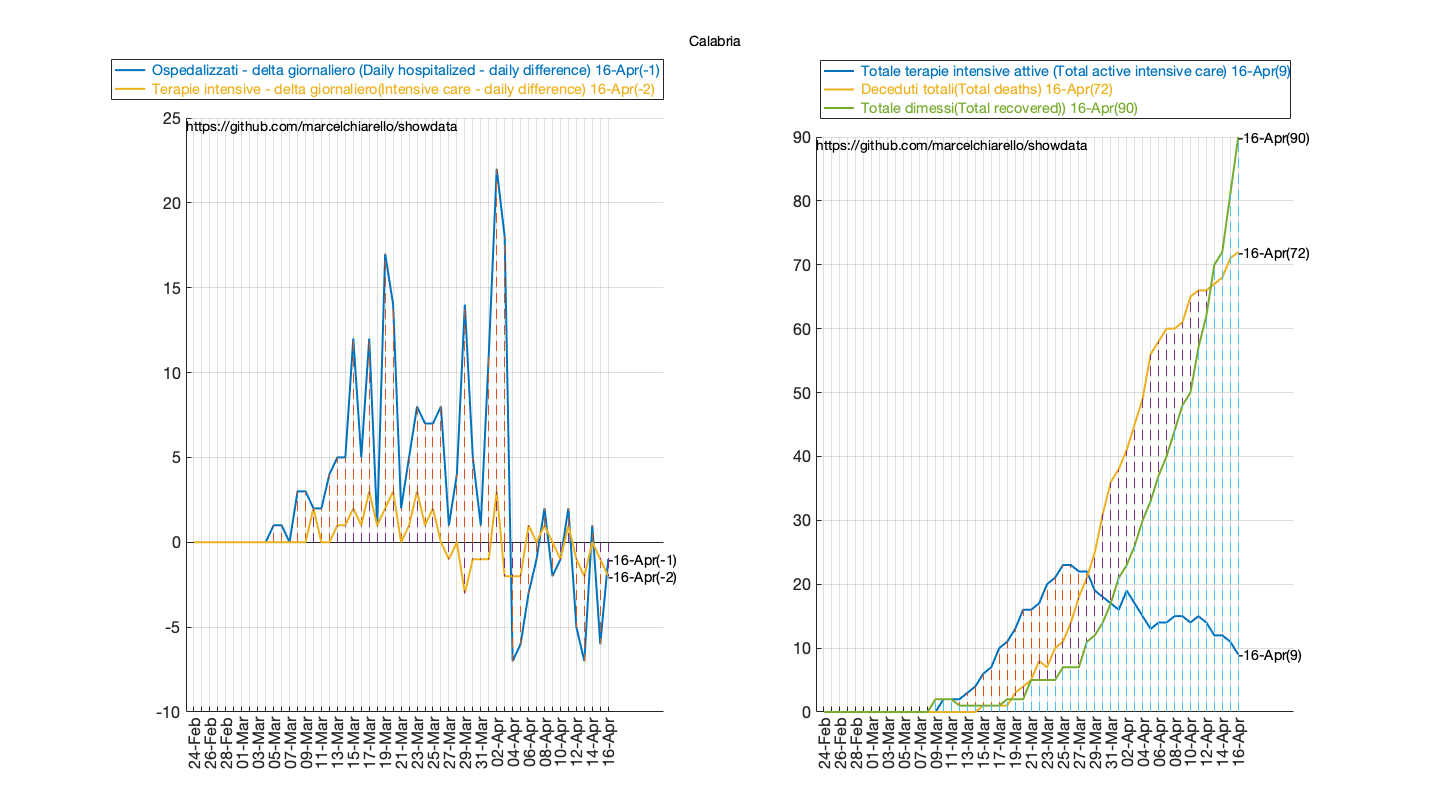 Calabria
Ospedalizzati - delta giornaliero (Daily hospitalized - daily difference) 16-Apr(-1)
Terapie intensive - delta giornaliero(Intensive care - daily difference) 16-Apr(-2)
https://github.com/marcelchiarello/showdata
25
20
15
10
5
0
-5
-10
-16-Apr(-1)
-16-Apr(-2)
24-Feb
26-Feb
28-Feb
01-Mar
03-Mar
05-Mar
07-Mar
09-Mar
11-Mar
13-Mar
15-Mar
17-Mar
19-Mar
21-Mar
23-Mar
25-Mar
27-Mar
29-Mar
31-Mar
02-Apr
04-Apr
06-Apr
08-Apr
10-Apr
12-Apr
14-Apr
16-Apr
Totale terapie intensive attive (Total active intensive care) 16-Apr(9)
Deceduti totali(Total deaths) 16-Apr(72)
Totale dimessi(Total recovered)) 16-Apr(90)
https://github.com/marcelchiarello/showdata
90
80
70
60
50
40
30
20
10
0
-16-Apr(90)
-16-Apr(72)
-16-Apr(9)
24-Feb
26-Feb
28-Feb
01-Mar
03-Mar
05-Mar
07-Mar
09-Mar
11-Mar
13-Mar
15-Mar
17-Mar
19-Mar
21-Mar
23-Mar
25-Mar
27-Mar
29-Mar
31-Mar
02-Apr
04-Apr
06-Apr
08-Apr
10-Apr
12-Apr
14-Apr
16-Apr